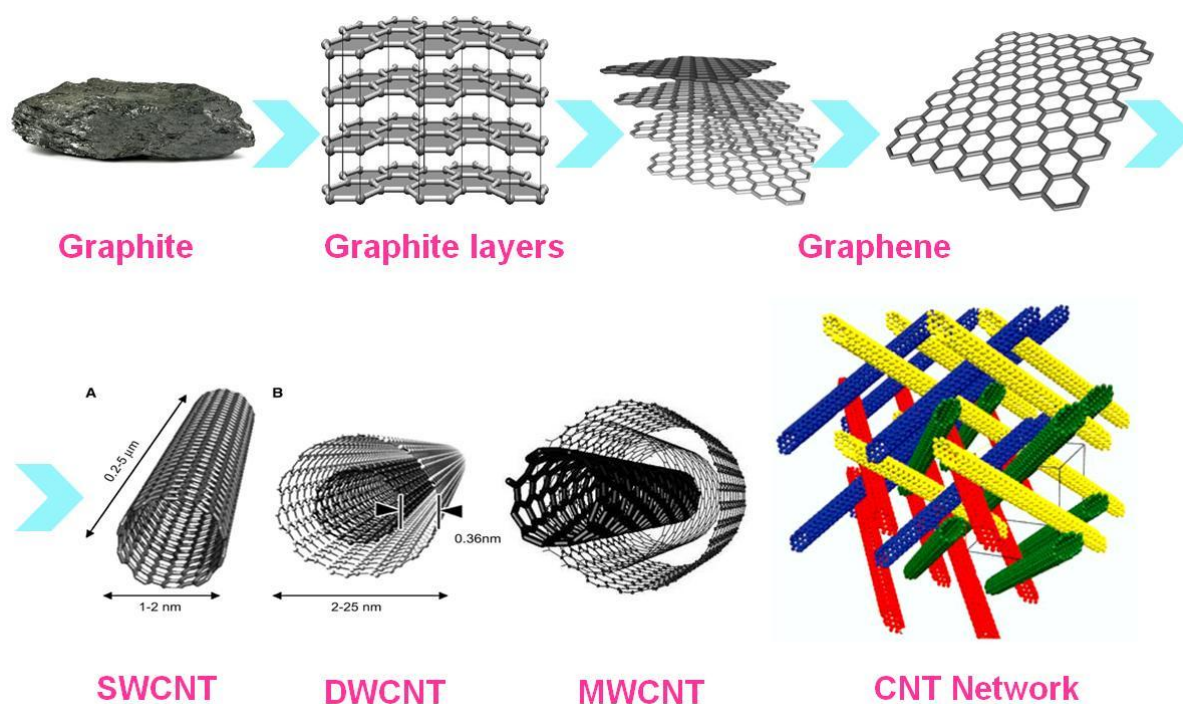 Graphite
Graphite layers
Graphene
A
0.2-5 µm
1-2 nm
B
0.36nm
2-25 nm
SWCNT
DWCNT
MWCNT
CNT Network